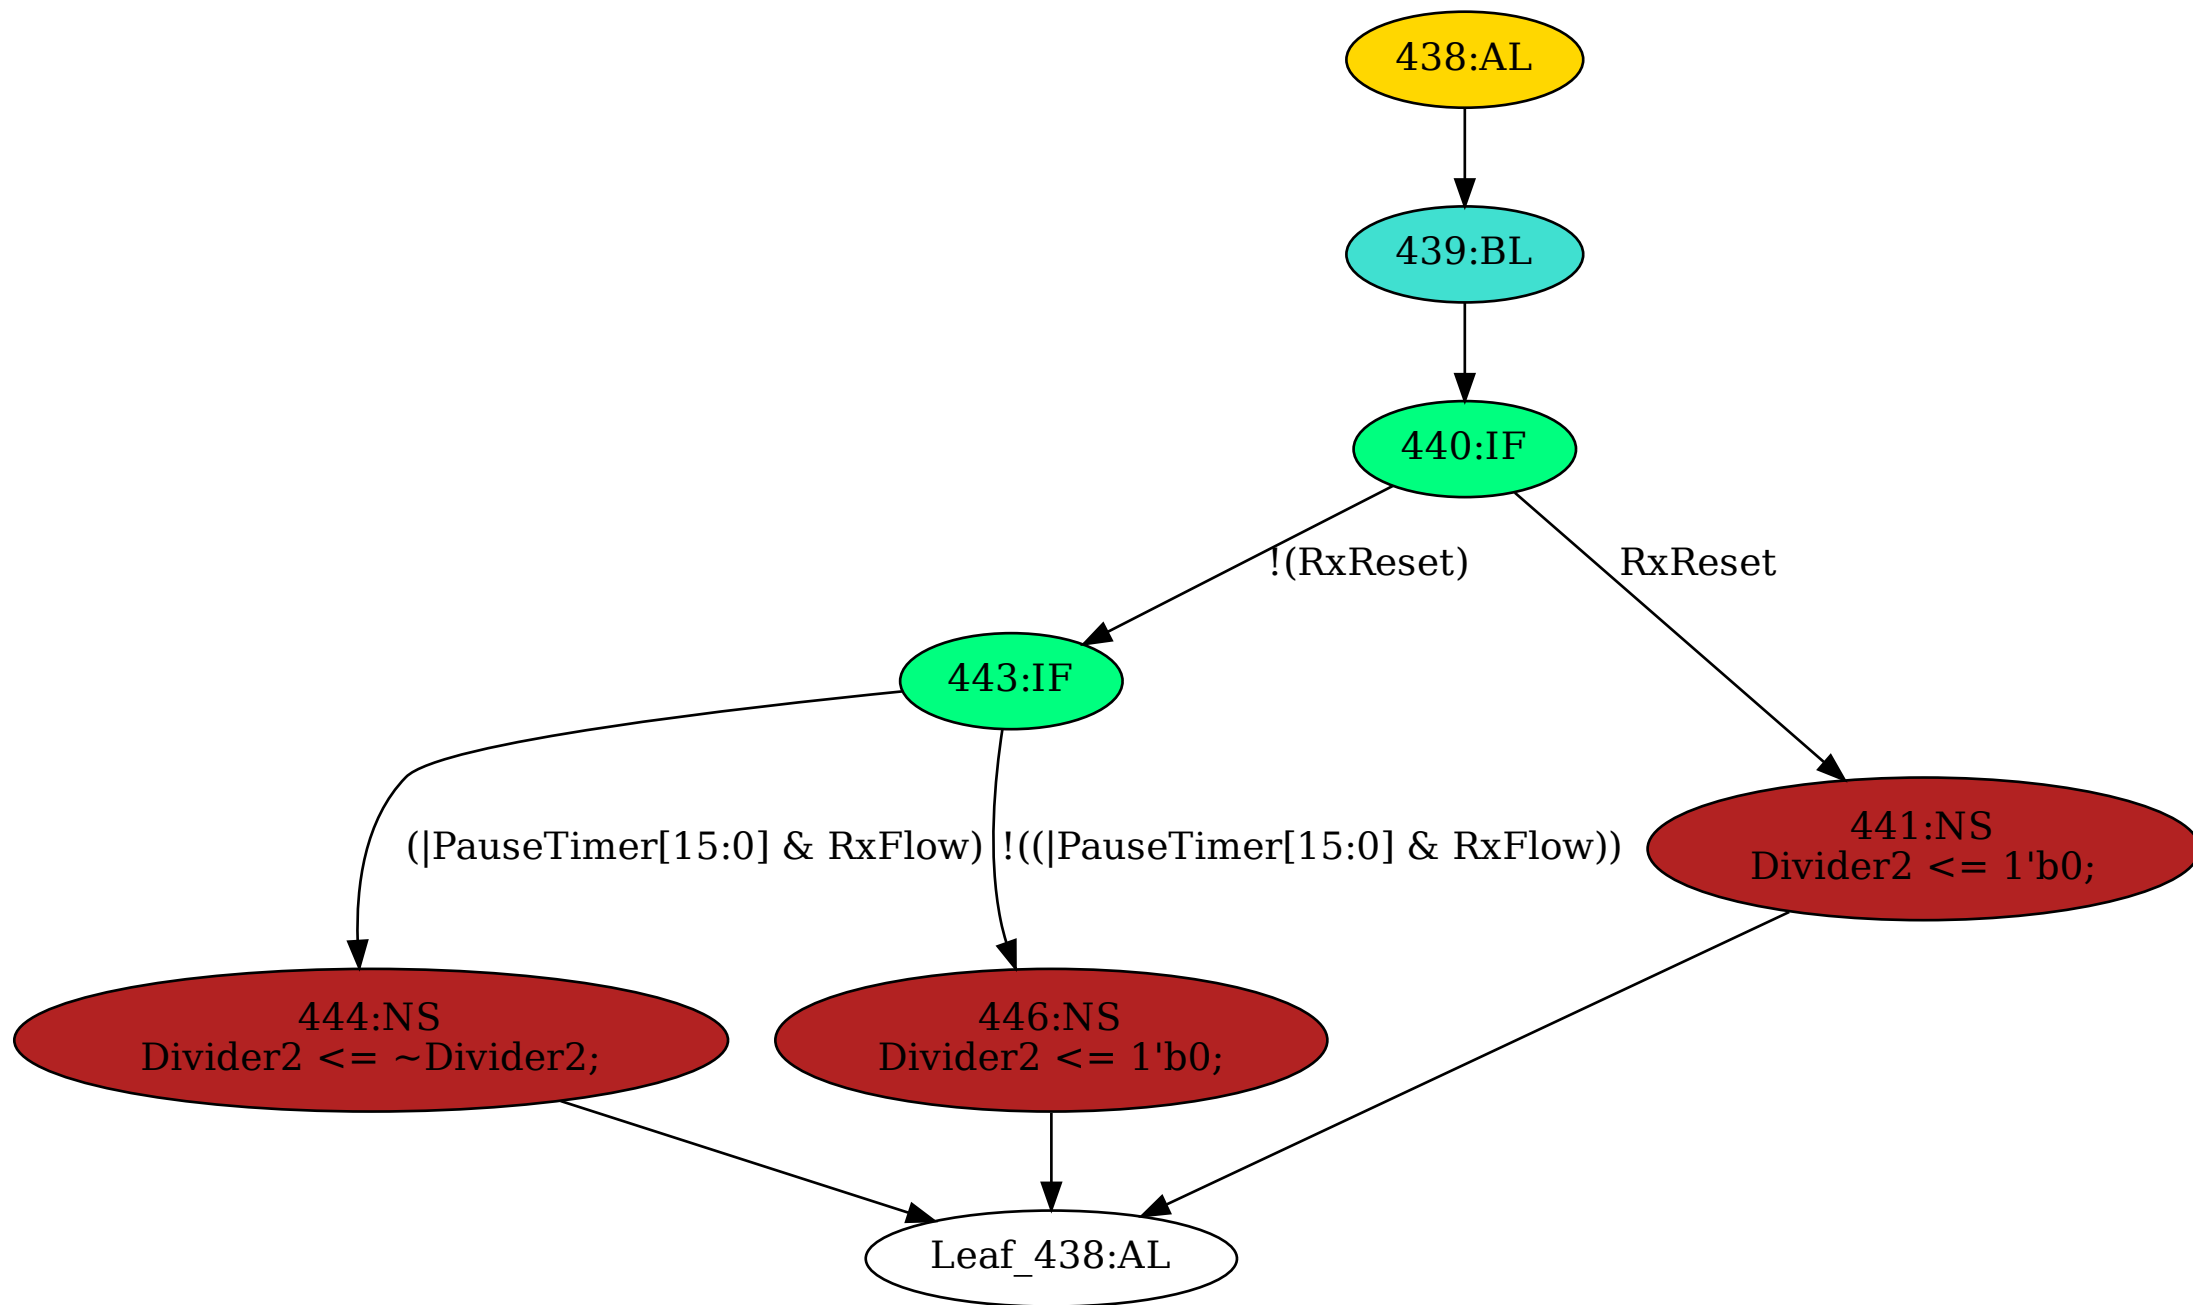 438:AL
439:BL
440:IF
!(RxReset)
RxReset
443:IF
(|PauseTimer[15:0] & RxFlow)
!((|PauseTimer[15:0] & RxFlow))
441:NS
Divider2 <= 1'b0;
444:NS
Divider2 <= ~Divider2;
446:NS
Divider2 <= 1'b0;
Leaf_438:AL